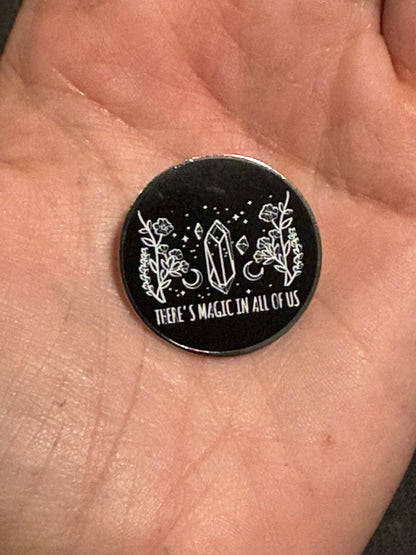 THERE'S MAGIC IN ALL OF US